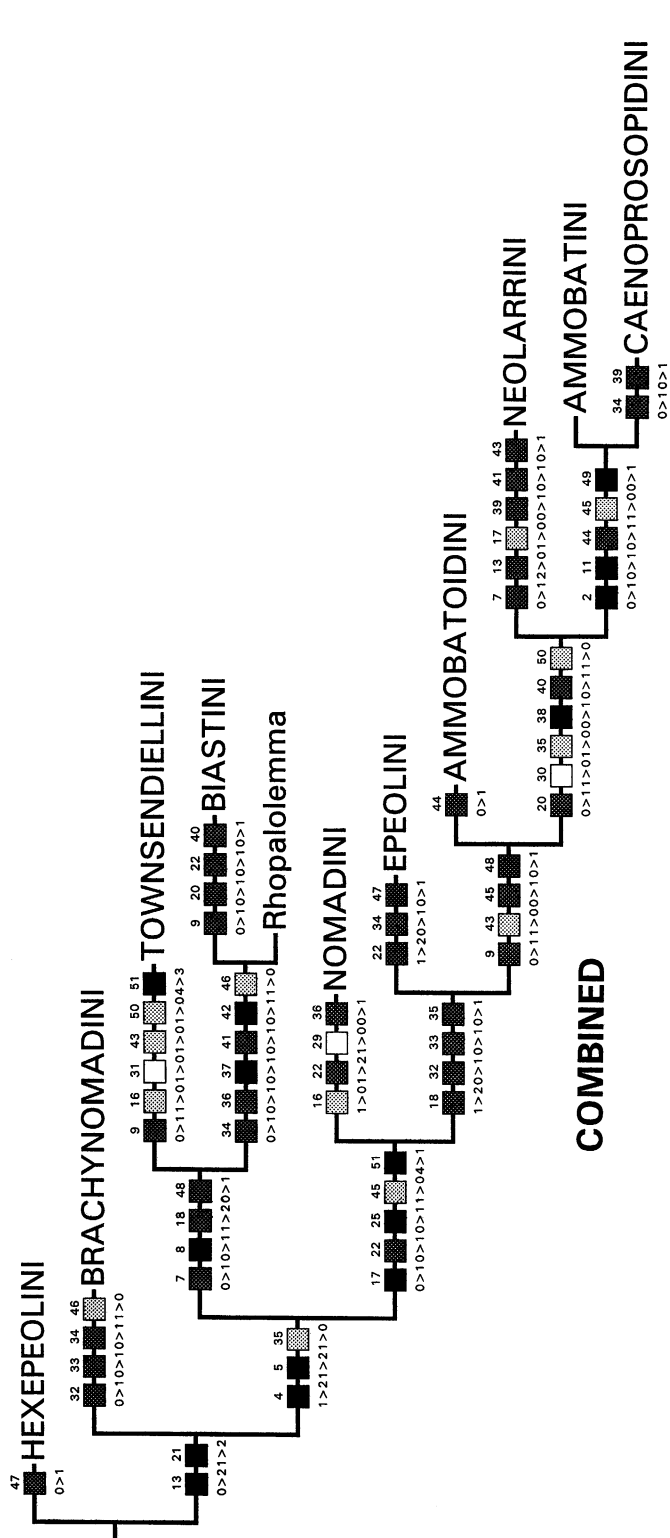 HEXEPEOLINI
47
0>1
BRACHYNOMADINI
32 33 34 46
0>10>10>11>0
13 21
0>21>2
TOWNSENDIELLINI
9 16 31 43 50 51
0>11>01>01>01>04>3
BIASTINI
9 20 22 40
0>10>10>10>1
Rhopalolemma
34 36 37 41 42 46
0>10>10>10>10>11>0
7 8 18 48
0>10>11>20>1
4 5 35
1>21>21>0
NOMADINI
16 22 29 36
1>01>21>00>1
EPEOLINI
22 34 47
1>20>10>1
18 32 33 35
1>20>10>10>1
17 22 25 45 51
0>10>10>11>04>1
AMMOBATOIDINI
44
0>1
9 43 45 48
0>11>00>10>1
NEOLARRINI
7 13 17 39 41 43
0>12>01>00>10>10>1
AMMOBATINI
CAENOPROSOPIDINI
34 39
0>10>1
2 11 44 45 49
0>10>10>11>00>1
20 30 35 38 40 50
0>11>01>00>10>11>0
COMBINED